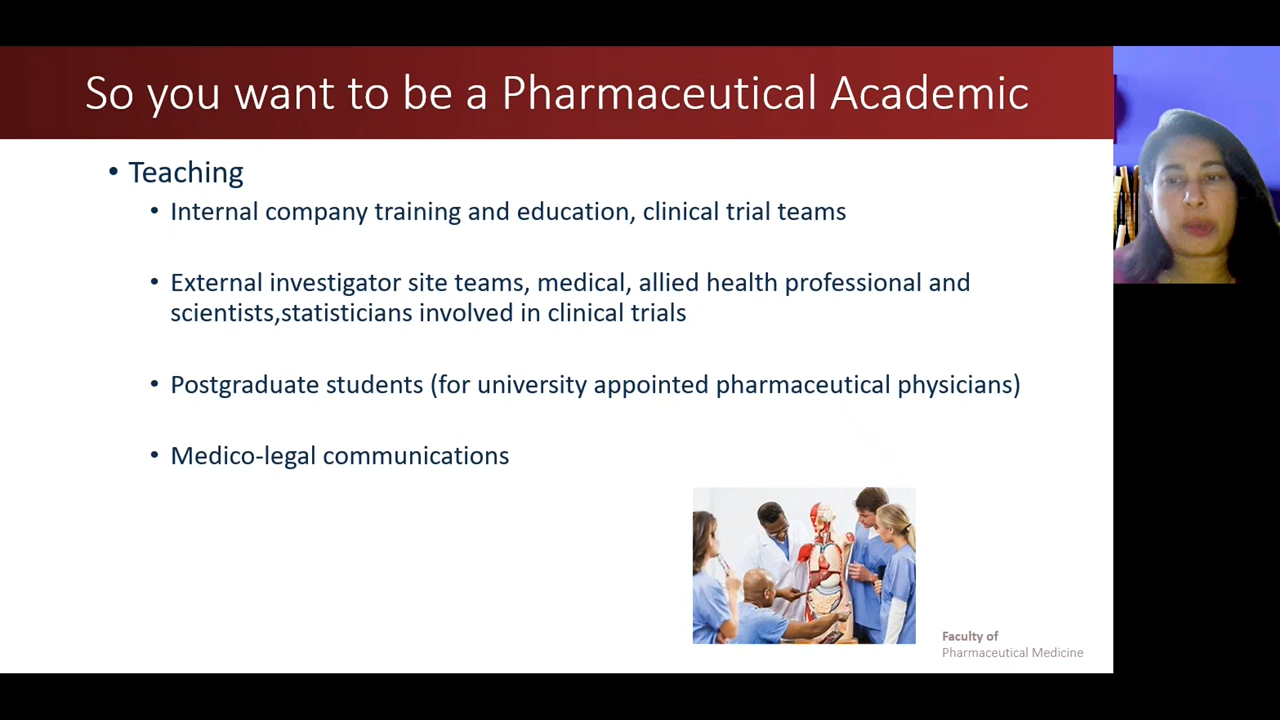 So you want to be a Pharmaceutical Academic
• Teaching
• Internal company training and education, clinical trial teams
• External investigator site teams, medical, allied health professional and
scientists,statisticians involved in clinical trials
• Postgraduate students (for university appointed pharmaceutical physicians)
• Medico-legal communications
Faculty of
Pharmaceutical Medicine